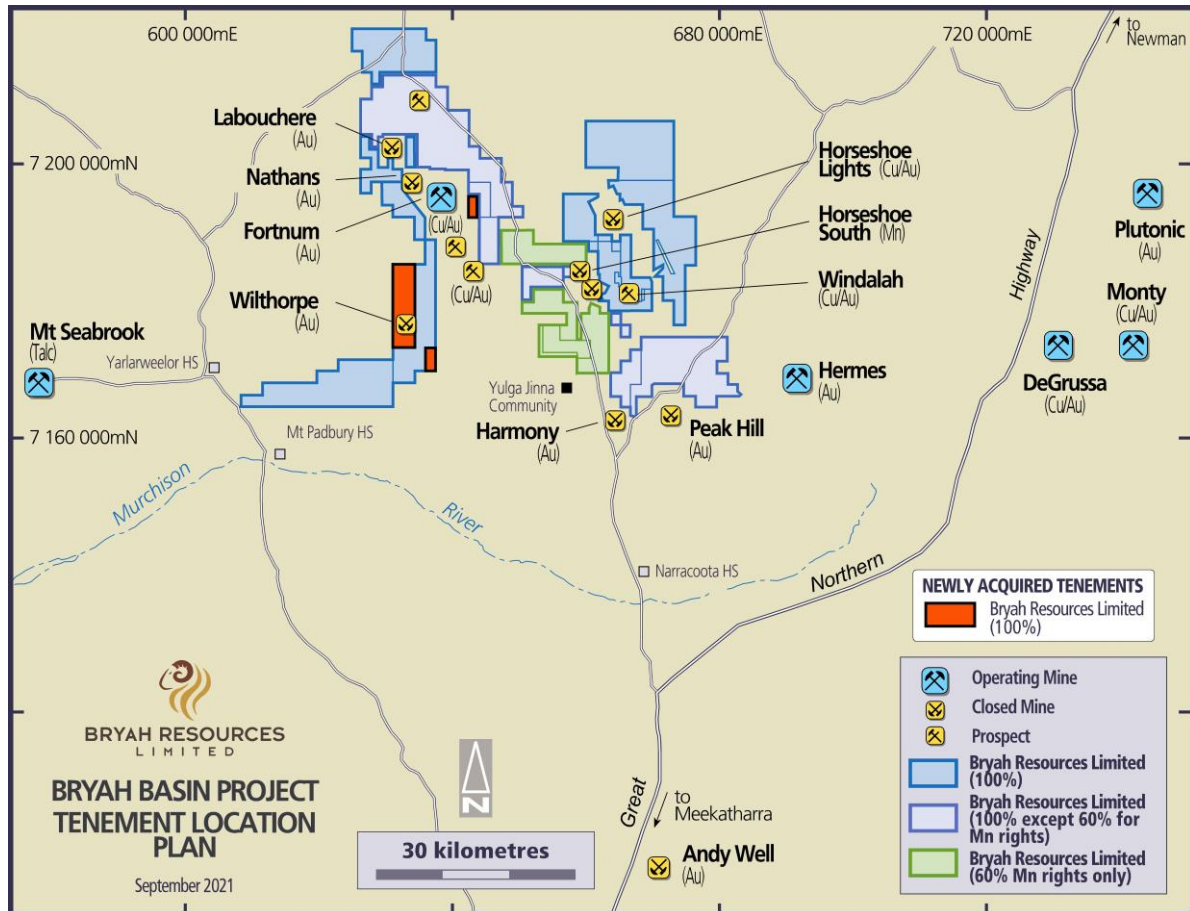 600 000mE
680 000mE
720 000mE
to
Newman
Labouchere
(Au)
7 200 000mN
Nathans
(Au)
Fortnum
(Au)
(Cu/Au)
(Cu/Au)
Wilthorpe
(Au)
Horseshoe
Lights (Cu/Au)
Horseshoe
South (Mn)
Windalah
(Cu/Au)
Highway
Plutonic
(Au)
Monty
(Cu/Au)
DeGrussa
(Cu/Au)
Mt Seabrook
(Talc)
Yarlarweelor HS
Yulga Jinna
Community
Hermes
(Au)
7 160 000mN
Mt Padbury HS
Harmony
(Au)
Peak Hill
(Au)
Murchison
River
Narracoota HS
Northern
NEWLY ACQUIRED TENEMENTS
Bryah Resources Limited
(100%)
Operating Mine
Closed Mine
Prospect
Bryah Resources Limited
(100%)
Bryah Resources Limited
(100% except 60% for
Mn rights)
Bryah Resources Limited
(60% Mn rights only)
BRYAH RESOURCES
LIMITED
BRYAH BASIN PROJECT
TENEMENT LOCATION
PLAN
September 2021
N
30 kilometres
Great
to
Meekatharra
Andy Well
(Au)